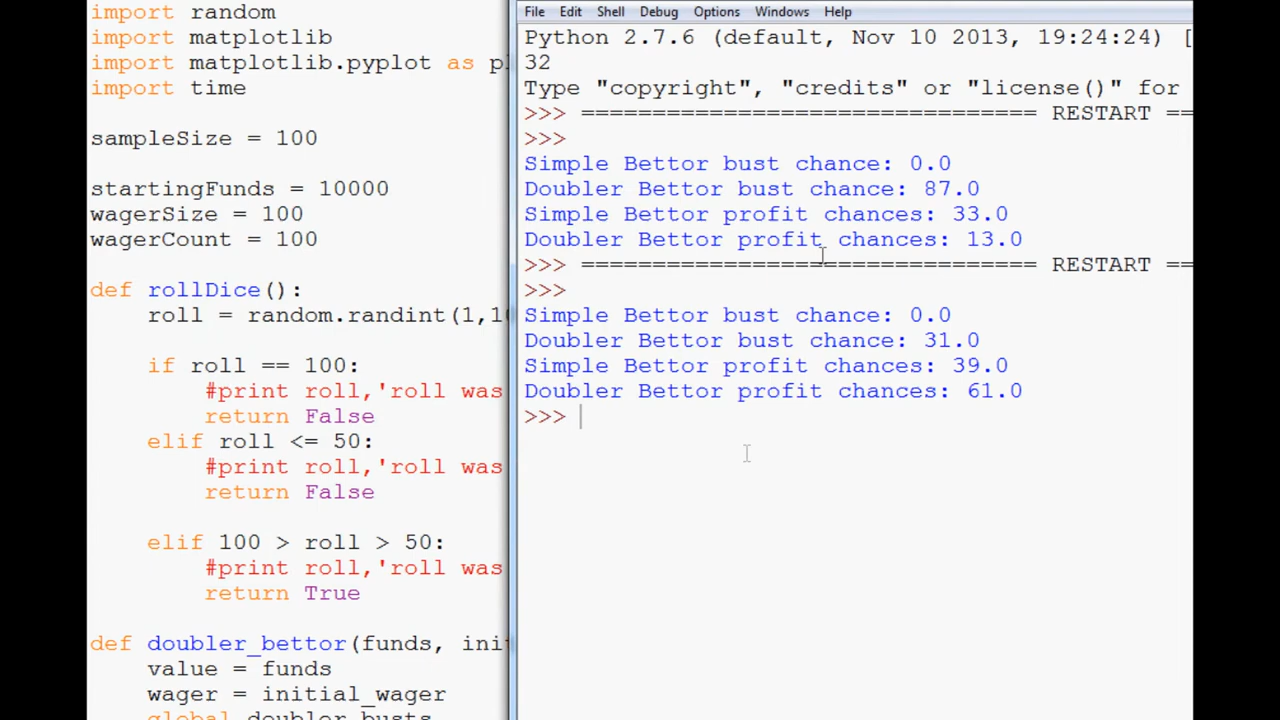 import random
import matplotlib
import matplotlib.pyplot as
import time
sampleSize = 100
startingFunds = 10000
wagerSize = 100
wagerCount = 100
def rollDice():
roll = random.randint(1,
if roll == 100:
#print roll,'roll was
return False
elif roll <= 50:
#print roll,'roll was
return False
elif 100 > roll > 50:
#print roll,'roll was
return True
def doubler_bettor(funds,
value = funds
wager = initial_wager
global doubler_busts
File Edit Shell Debug Options Windows Help
Python 2.7.6 (default, Nov 10 2013, 19:24:24) [
32
Type "copyright", "credits" or "license()" for
>>> ================================ RESTART ==
>>>
Simple Bettor bust chance: 0.0
Doubler Bettor bust chance: 87.0
Simple Bettor profit chances: 33.0
Doubler Bettor profit chances: 13.0
>>> ================================ RESTART ==
>>>
Simple Bettor bust chance: 0.0
Doubler Bettor bust chance: 31.0
Simple Bettor profit chances: 39.0
Doubler Bettor profit chances: 61.0
>>>